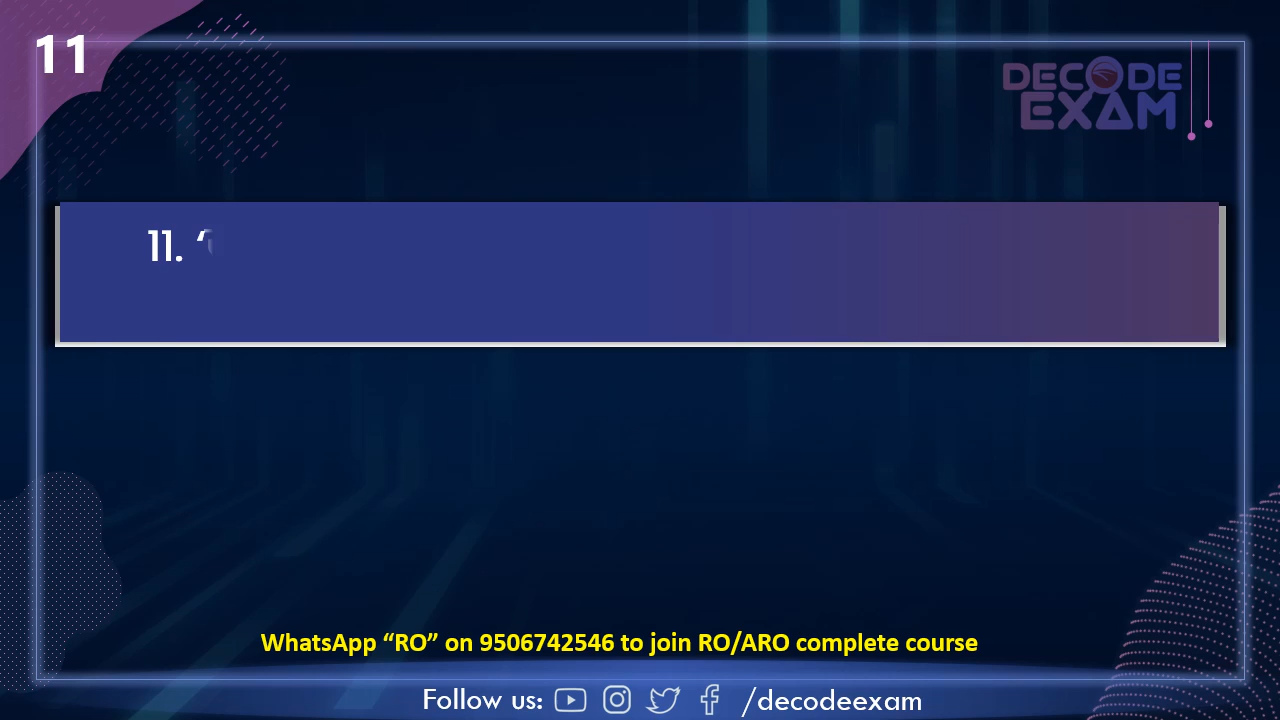 11
DECODE
EXAM
11. ‘
WhatsApp “RO” on 9506742546 to join RO/ARO complete course
Follow us: /decodeexam